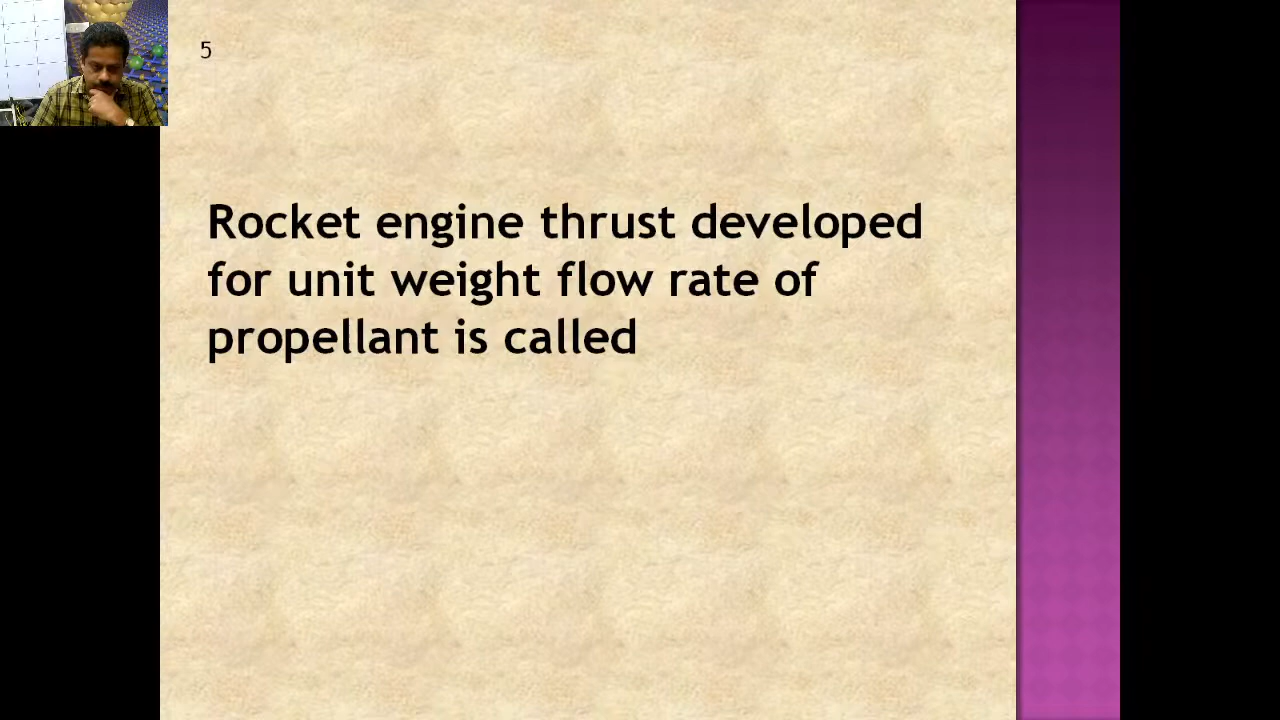 5
Rocket engine thrust developed
for unit weight flow rate of
propellant is called